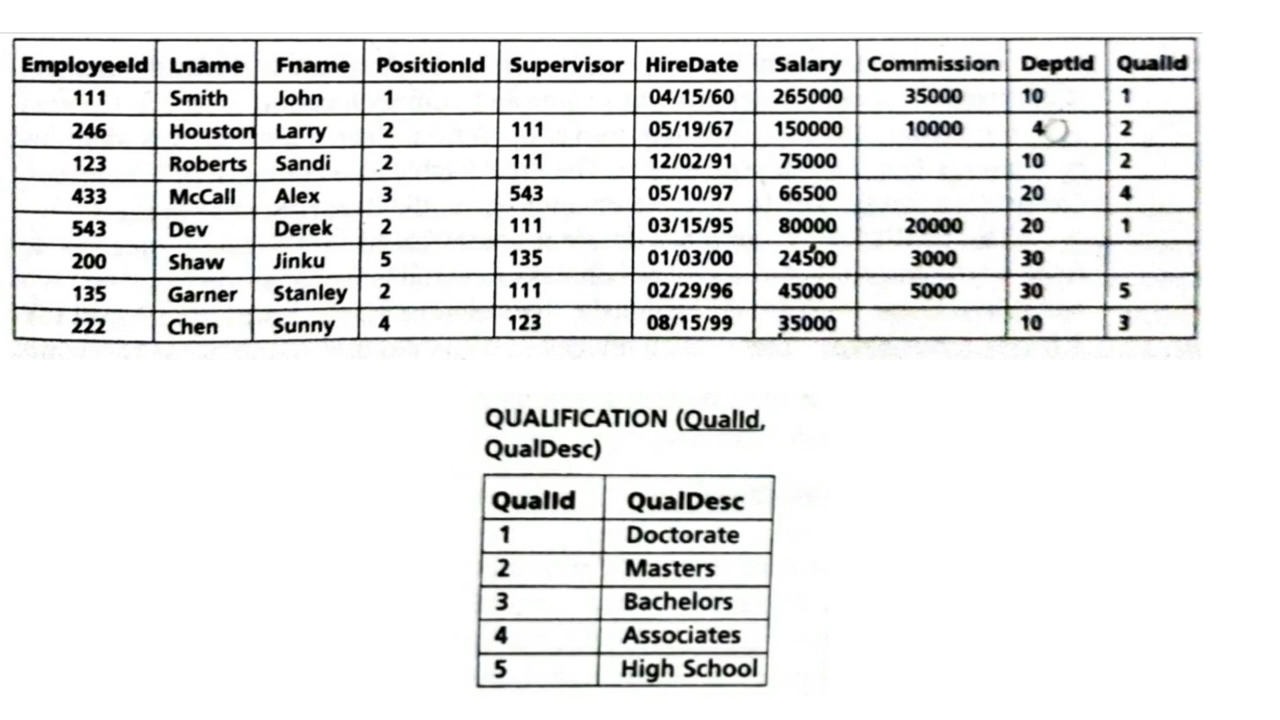 EmployeeId Lname Fname PositionId Supervisor HireDate Salary Commission DeptId QualId
111 Smith John 1 04/15/60 265000 35000 10 1
246 Houston Larry 2 111 05/19/67 150000 10000 40 2
123 Roberts Sandi 2 111 12/02/91 75000 10 2
433 McCall Alex 3 543 05/10/97 66500 20 4
543 Dev Derek 2 111 03/15/95 80000 20000 20 1
200 Shaw Jinku 5 135 01/03/00 24500 3000 30
135 Garner Stanley 2 111 02/29/96 45000 5000 30 5
222 Chen Sunny 4 123 08/15/99 35000 10 3
QUALIFICATION (QualId,
QualDesc)
QualId QualDesc
1 Doctorate
2 Masters
3 Bachelors
4 Associates
5 High School